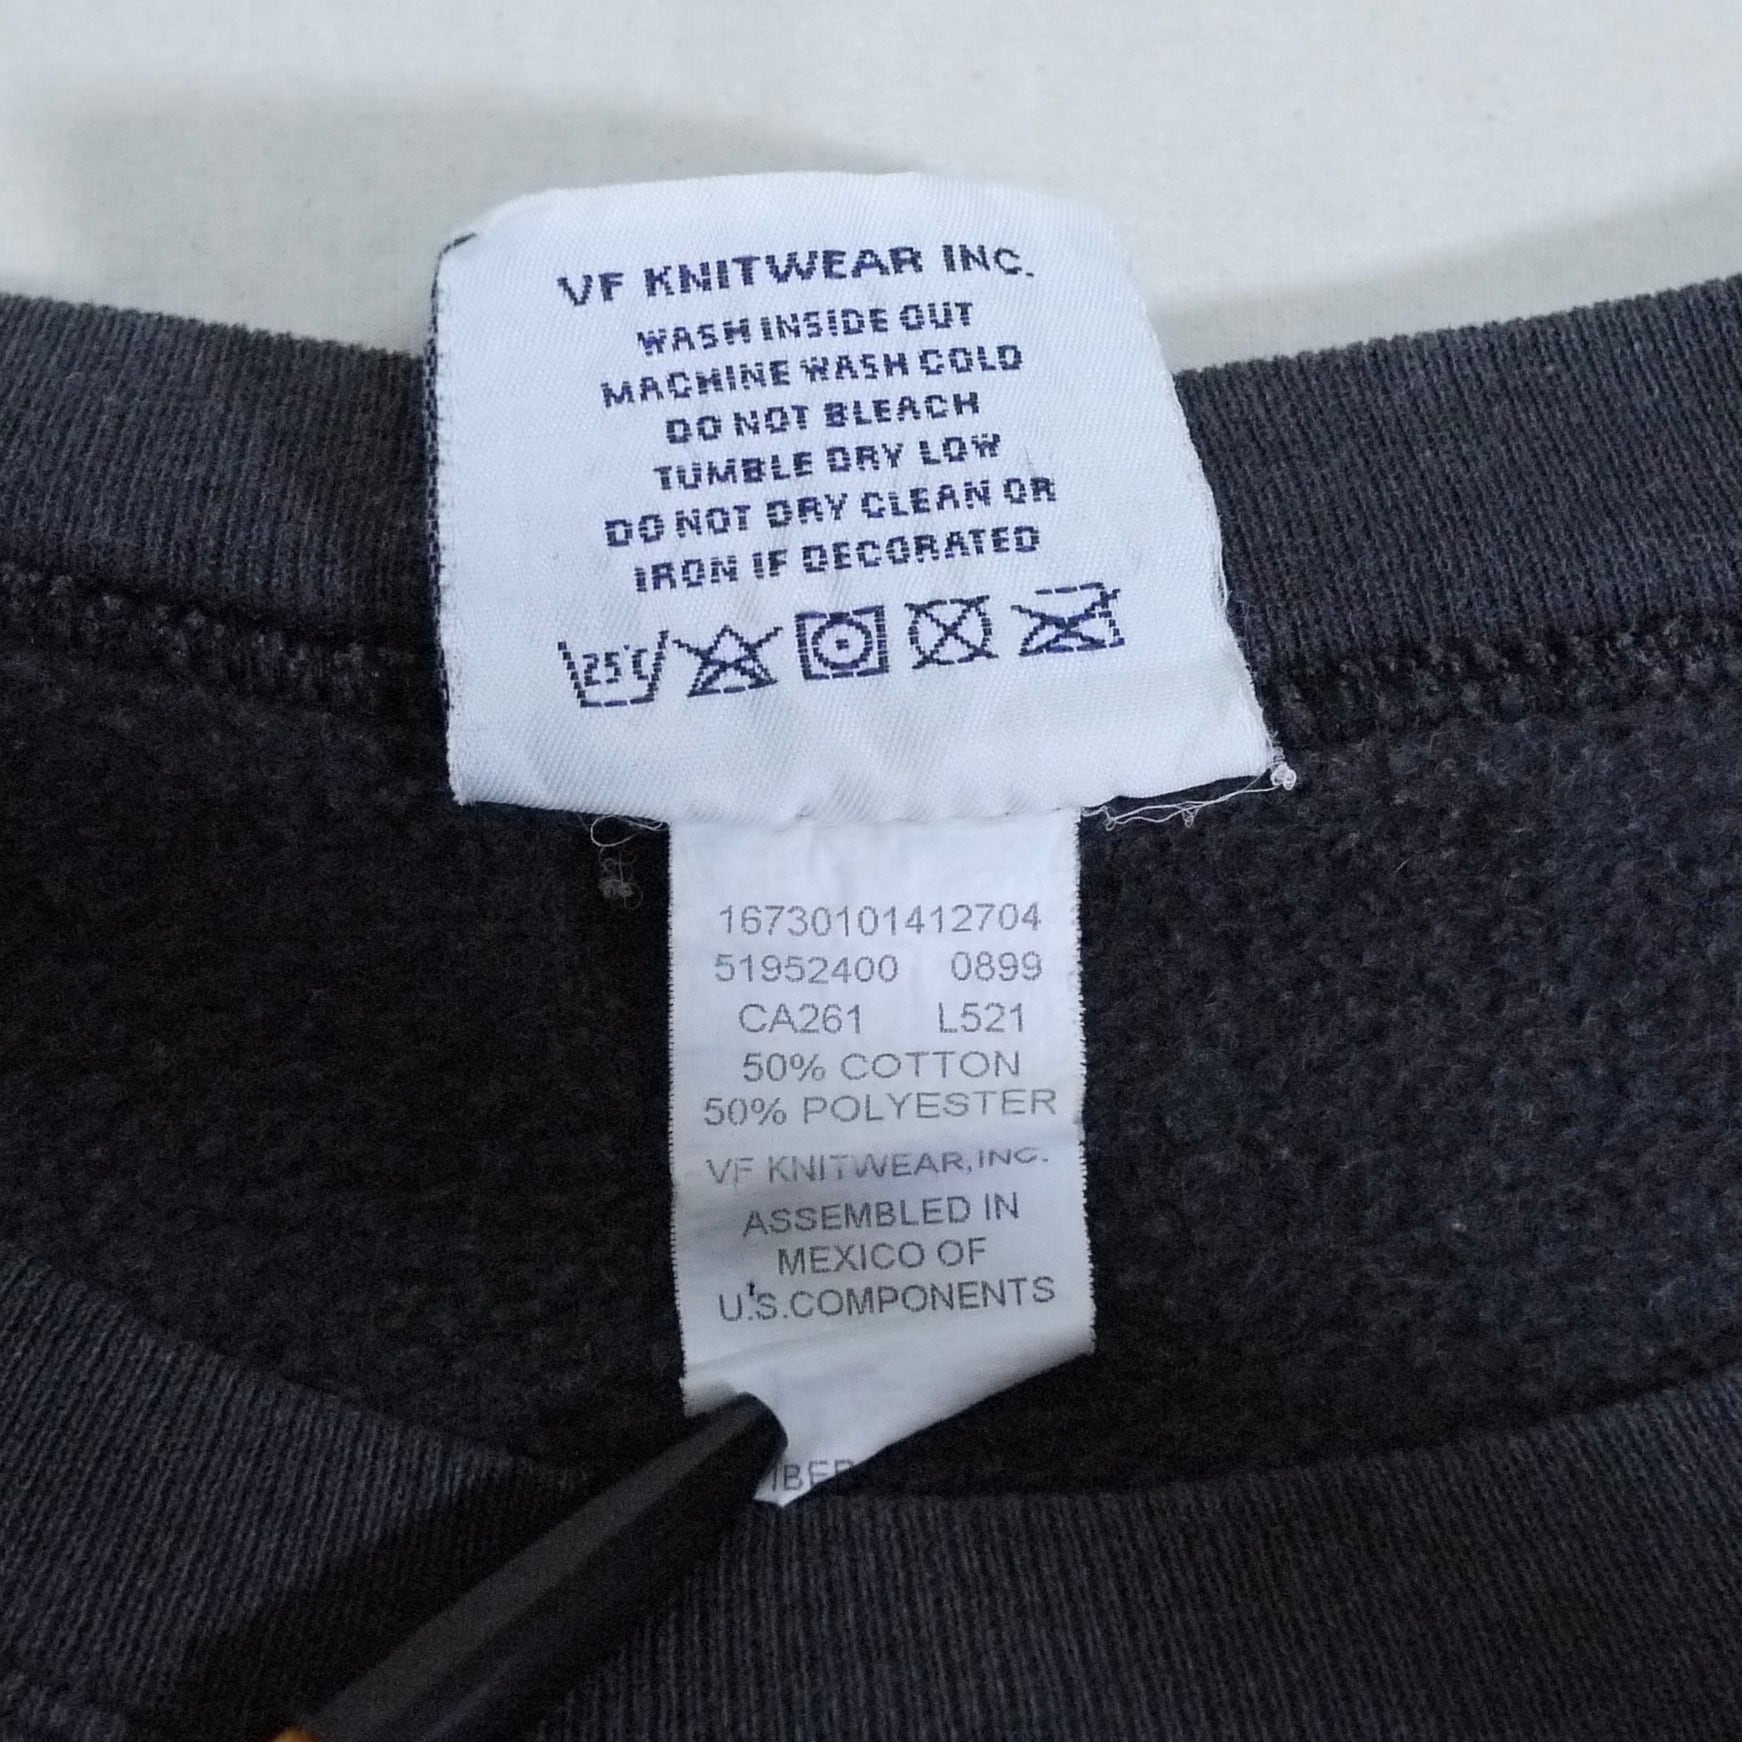 VF KNITWEAR INC.
WASH INSIDE OUT
MACHINE WASH COLD
DO NOT BLEACH
TUMBLE DRY LOW
DO NOT DRY CLEAN OR
IRON IF DECORATED
25°C
16730101412704
51952400 0899
CA261 L521
50% COTTON
50% POLYESTER
VF KNITWEAR,INC.
ASSEMBLED IN
MEXICO OF
U.S.COMPONENTS